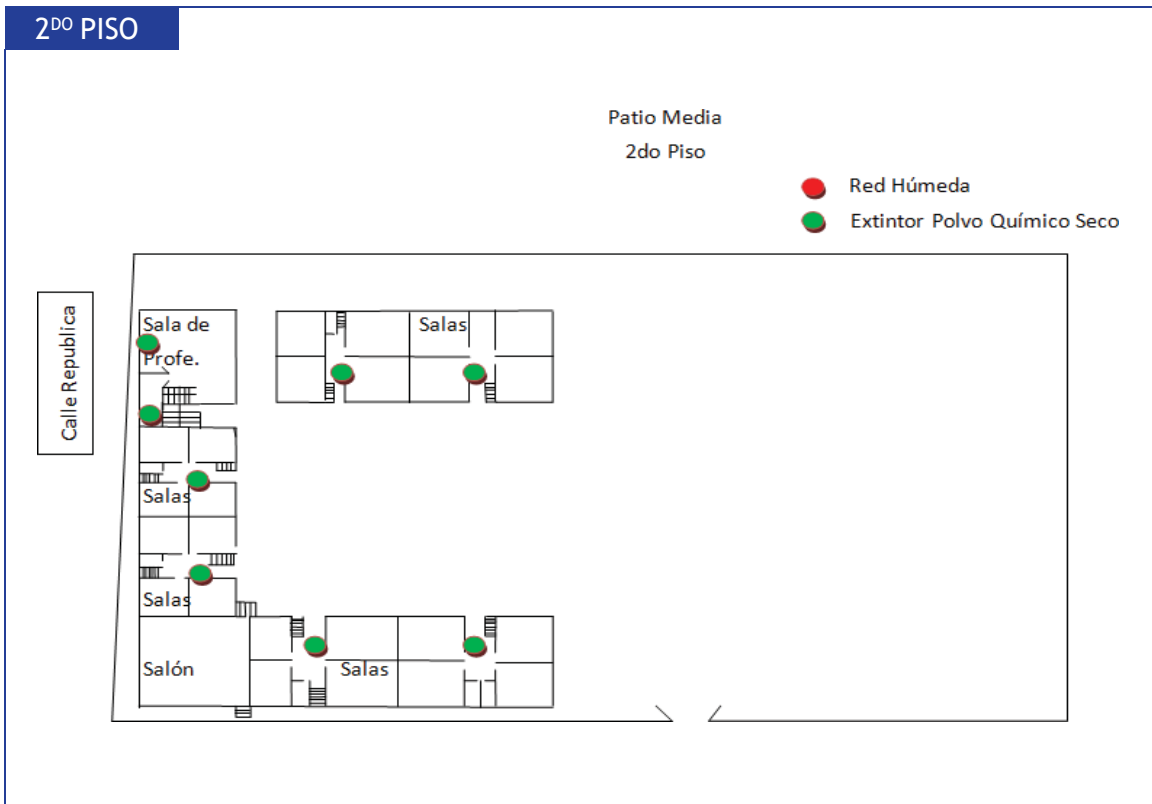 2DO PISO
Patio Media
2do Piso
Red Húmeda
Extintor Polvo Químico Seco
Calle Republica
Sala de
Profe.
Salas
Salas
Salas
Salón
Salas